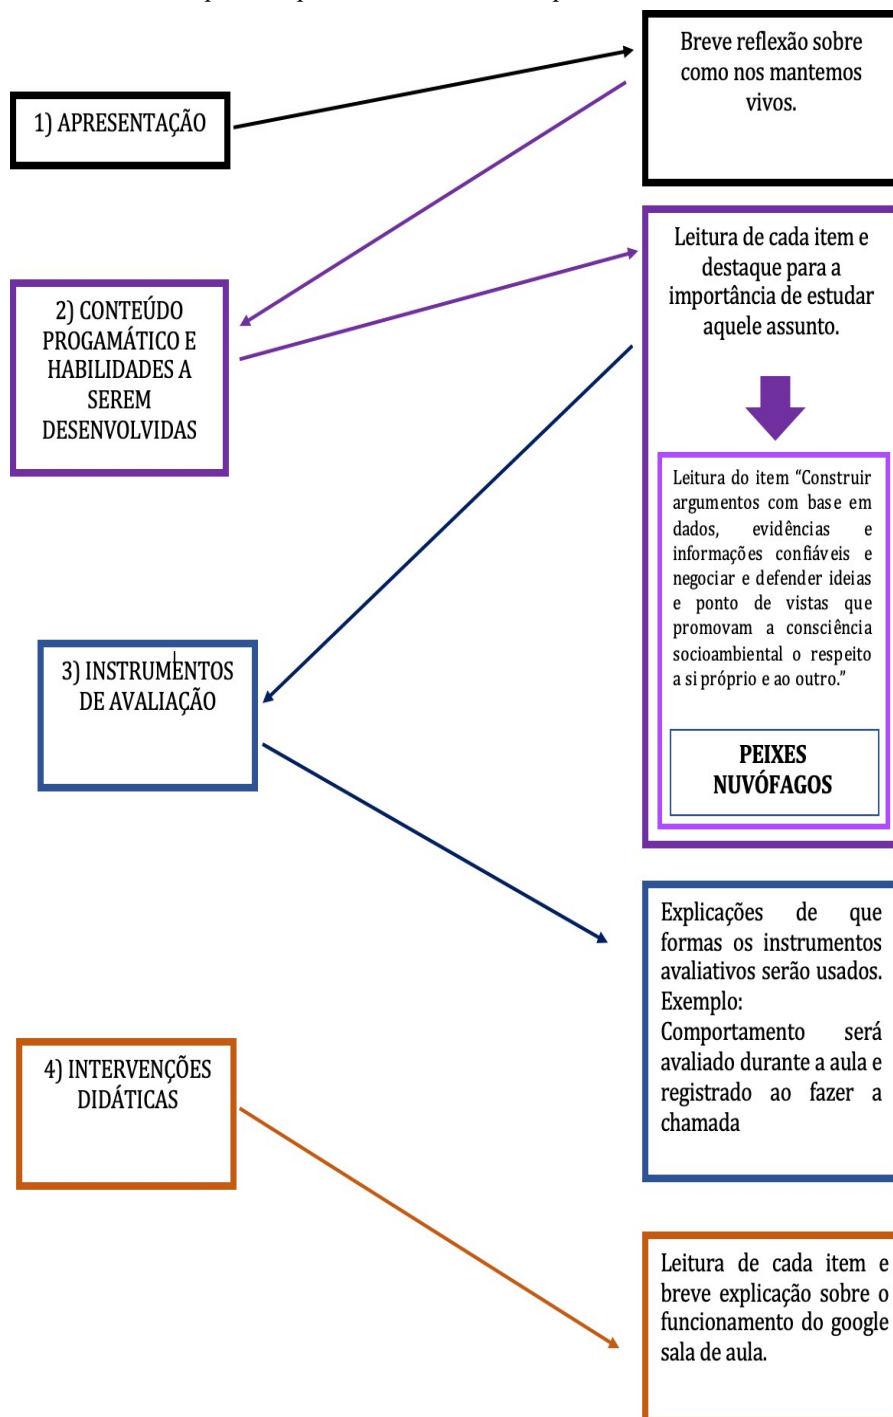 1) APRESENTAÇÃO
Breve reflexão sobre
como nos mantemos
vivos.
2) CONTEÚDO
PROGAMÁTICO E
HABILIDADES A
SEREM
DESENVOLVIDAS
Leitura de cada item e
destaque para a
importância de estudar
aquele assunto.
Leitura do item “Construir
argumentos com base em
dados, evidências e
informações confiáveis e
negociar e defender ideias
e ponto de vistas que
promovam a consciência
socioambiental o respeito
a si próprio e ao outro.”
PEIXES
NUVÓFAGOS
3) INSTRUMENTOS
DE AVALIAÇÃO
Explicações de que
formas os instrumentos
avaliativos serão usados.
Exemplo:
Comportamento será
avaliado durante a aula e
registrado ao fazer a
chamada
4) INTERVENÇÕES
DIDÁTICAS
Leitura de cada item e
breve explicação sobre o
funcionamento do google
sala de aula.